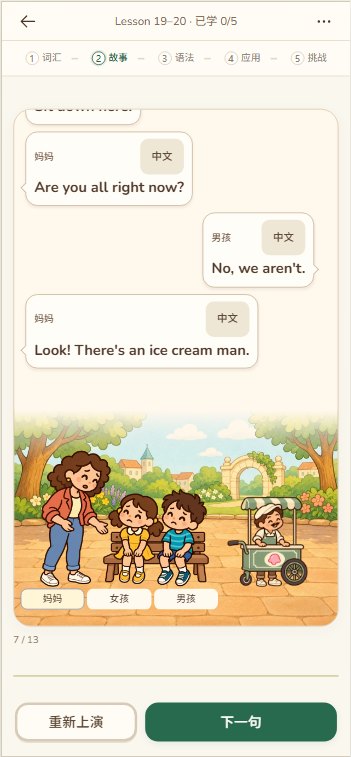 Lesson 19–20 · 已学 0/5
1 词汇 – 2 故事 – 3 语法 – 4 应用 – 5 挑战
妈妈 中文
Are you all right now?
男孩 中文
No, we aren't.
妈妈 中文
Look! There's an ice cream man.
妈妈 女孩 男孩
7 / 13
重新上演 下一句